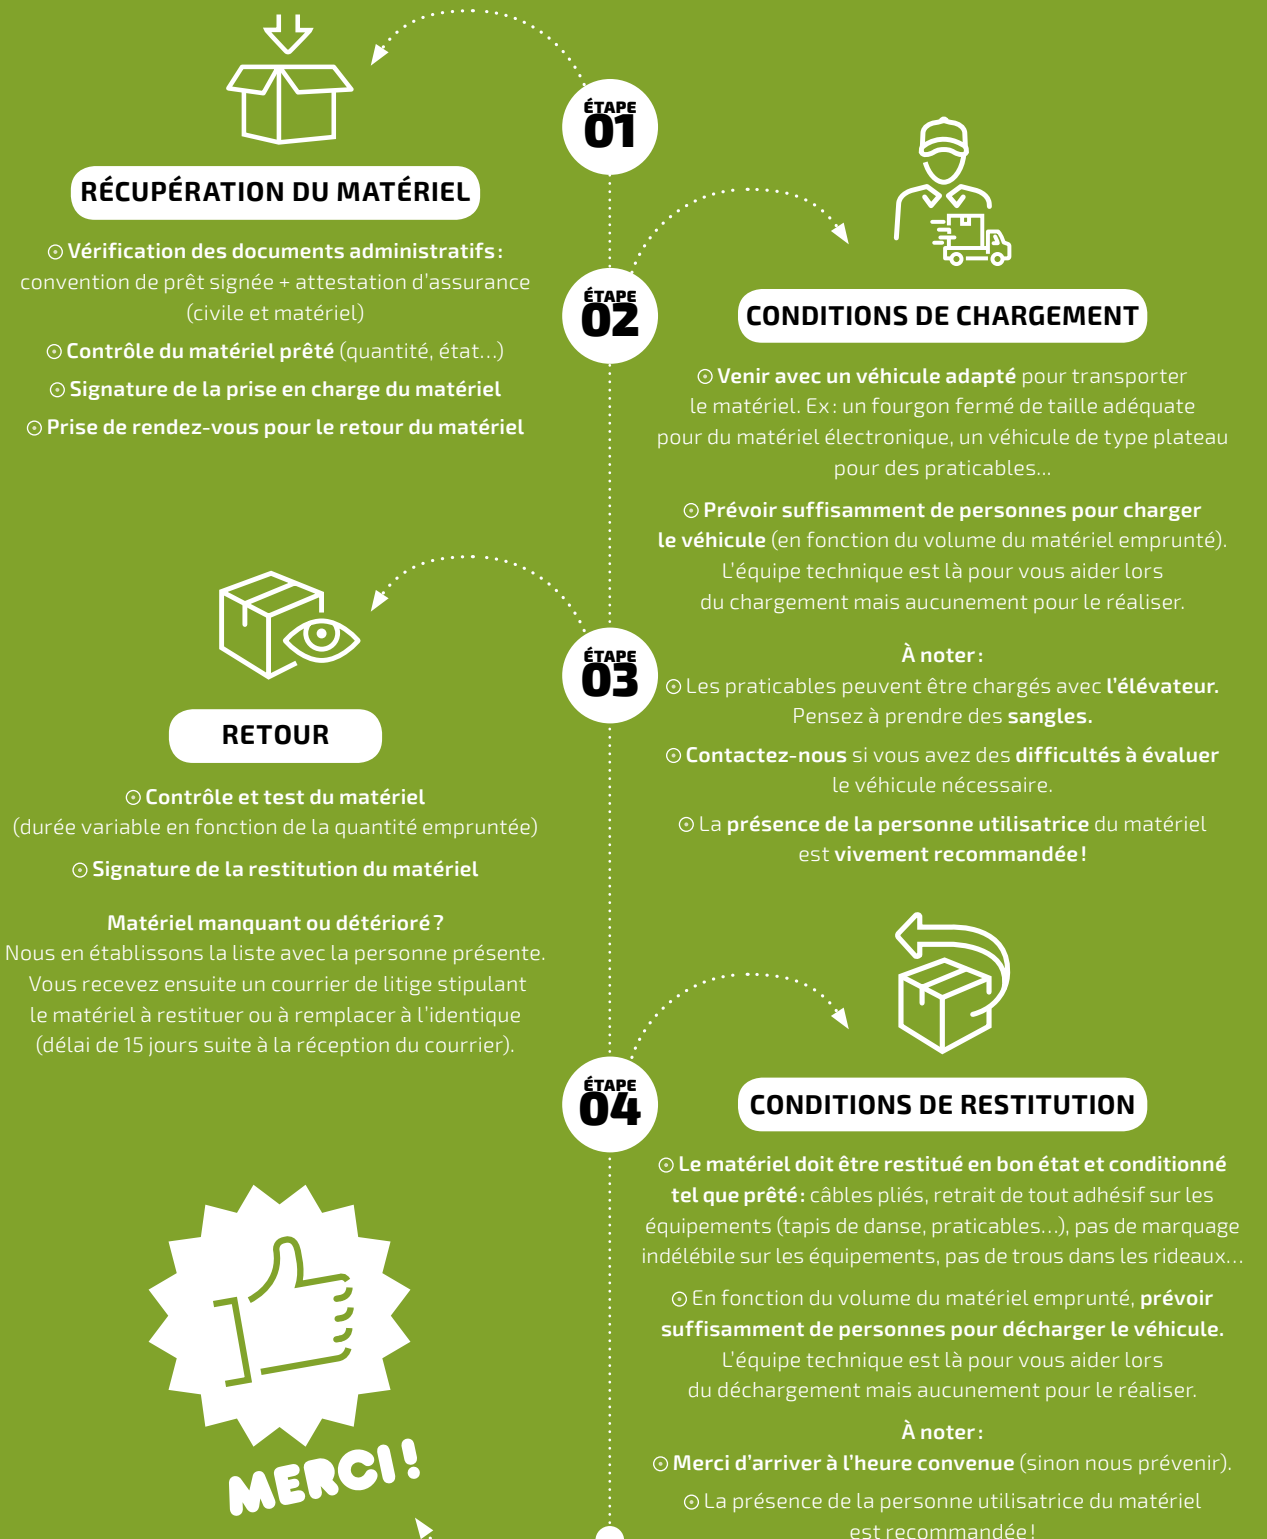 ÉTAPE
01
RÉCUPÉRATION DU MATÉRIEL
⊙ Vérification des documents administratifs :
convention de prêt signée + attestation d'assurance
(civile et matériel)
⊙ Contrôle du matériel prêté (quantité, état…)
⊙ Signature de la prise en charge du matériel
⊙ Prise de rendez-vous pour le retour du matériel
ÉTAPE
02
CONDITIONS DE CHARGEMENT
⊙ Venir avec un véhicule adapté pour transporter
le matériel. Ex : un fourgon fermé de taille adéquate
pour du matériel électronique, un véhicule de type plateau
pour des praticables...
⊙ Prévoir suffisamment de personnes pour charger
le véhicule (en fonction du volume du matériel emprunté).
L'équipe technique est là pour vous aider lors
du chargement mais aucunement pour le réaliser.
À noter :
⊙ Les praticables peuvent être chargés avec l'élévateur.
Pensez à prendre des sangles.
⊙ Contactez-nous si vous avez des difficultés à évaluer
le véhicule nécessaire.
⊙ La présence de la personne utilisatrice du matériel
est vivement recommandée !
ÉTAPE
03
RETOUR
⊙ Contrôle et test du matériel
(durée variable en fonction de la quantité empruntée)
⊙ Signature de la restitution du matériel
Matériel manquant ou détérioré ?
Nous en établissons la liste avec la personne présente.
Vous recevez ensuite un courrier de litige stipulant
le matériel à restituer ou à remplacer à l'identique
(délai de 15 jours suite à la réception du courrier).
ÉTAPE
04
CONDITIONS DE RESTITUTION
⊙ Le matériel doit être restitué en bon état et conditionné
tel que prêté : câbles pliés, retrait de tout adhésif sur les
équipements (tapis de danse, praticables…), pas de marquage
indélébile sur les équipements, pas de trous dans les rideaux…
⊙ En fonction du volume du matériel emprunté, prévoir
suffisamment de personnes pour décharger le véhicule.
L'équipe technique est là pour vous aider lors
du déchargement mais aucunement pour le réaliser.
À noter :
⊙ Merci d'arriver à l'heure convenue (sinon nous prévenir).
⊙ La présence de la personne utilisatrice du matériel
est recommandée !
MERCI !